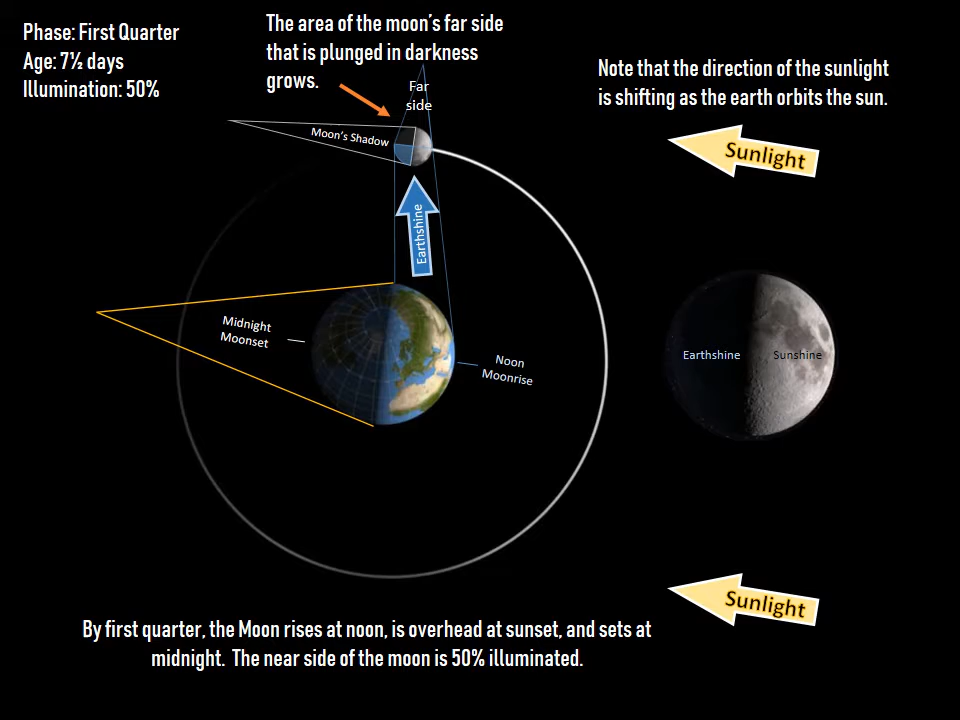 Phase: First Quarter
Age: 7½ days
Illumination: 50%
The area of the moon's far side
that is plunged in darkness
grows.
Note that the direction of the sunlight
is shifting as the earth orbits the sun.
Far
side
Moon's Shadow
Sunlight
Earthshine
Midnight
Moonset
Noon
Moonrise
Earthshine
Sunshine
Sunlight
By first quarter, the Moon rises at noon, is overhead at sunset, and sets at
midnight. The near side of the moon is 50% illuminated.